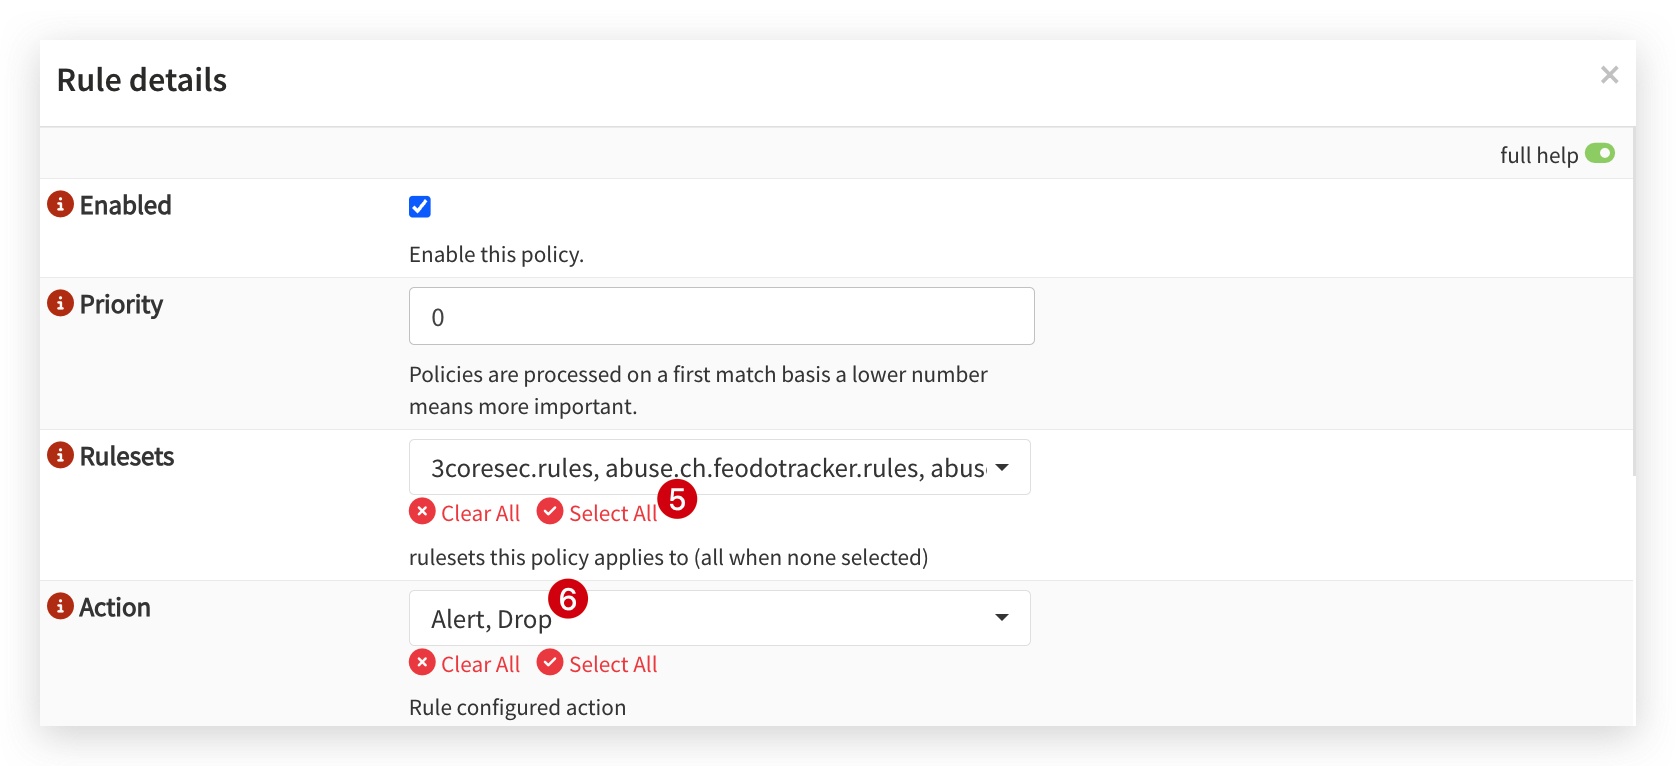 Rule details
×
full help
Enabled
Enable this policy.
Priority
0
Policies are processed on a first match basis a lower number
means more important.
Rulesets
3coresec.rules, abuse.ch.feodotracker.rules, abus
Clear All Select All 5
rulesets this policy applies to (all when none selected)
Action
6
Alert, Drop
Clear All Select All
Rule configured action